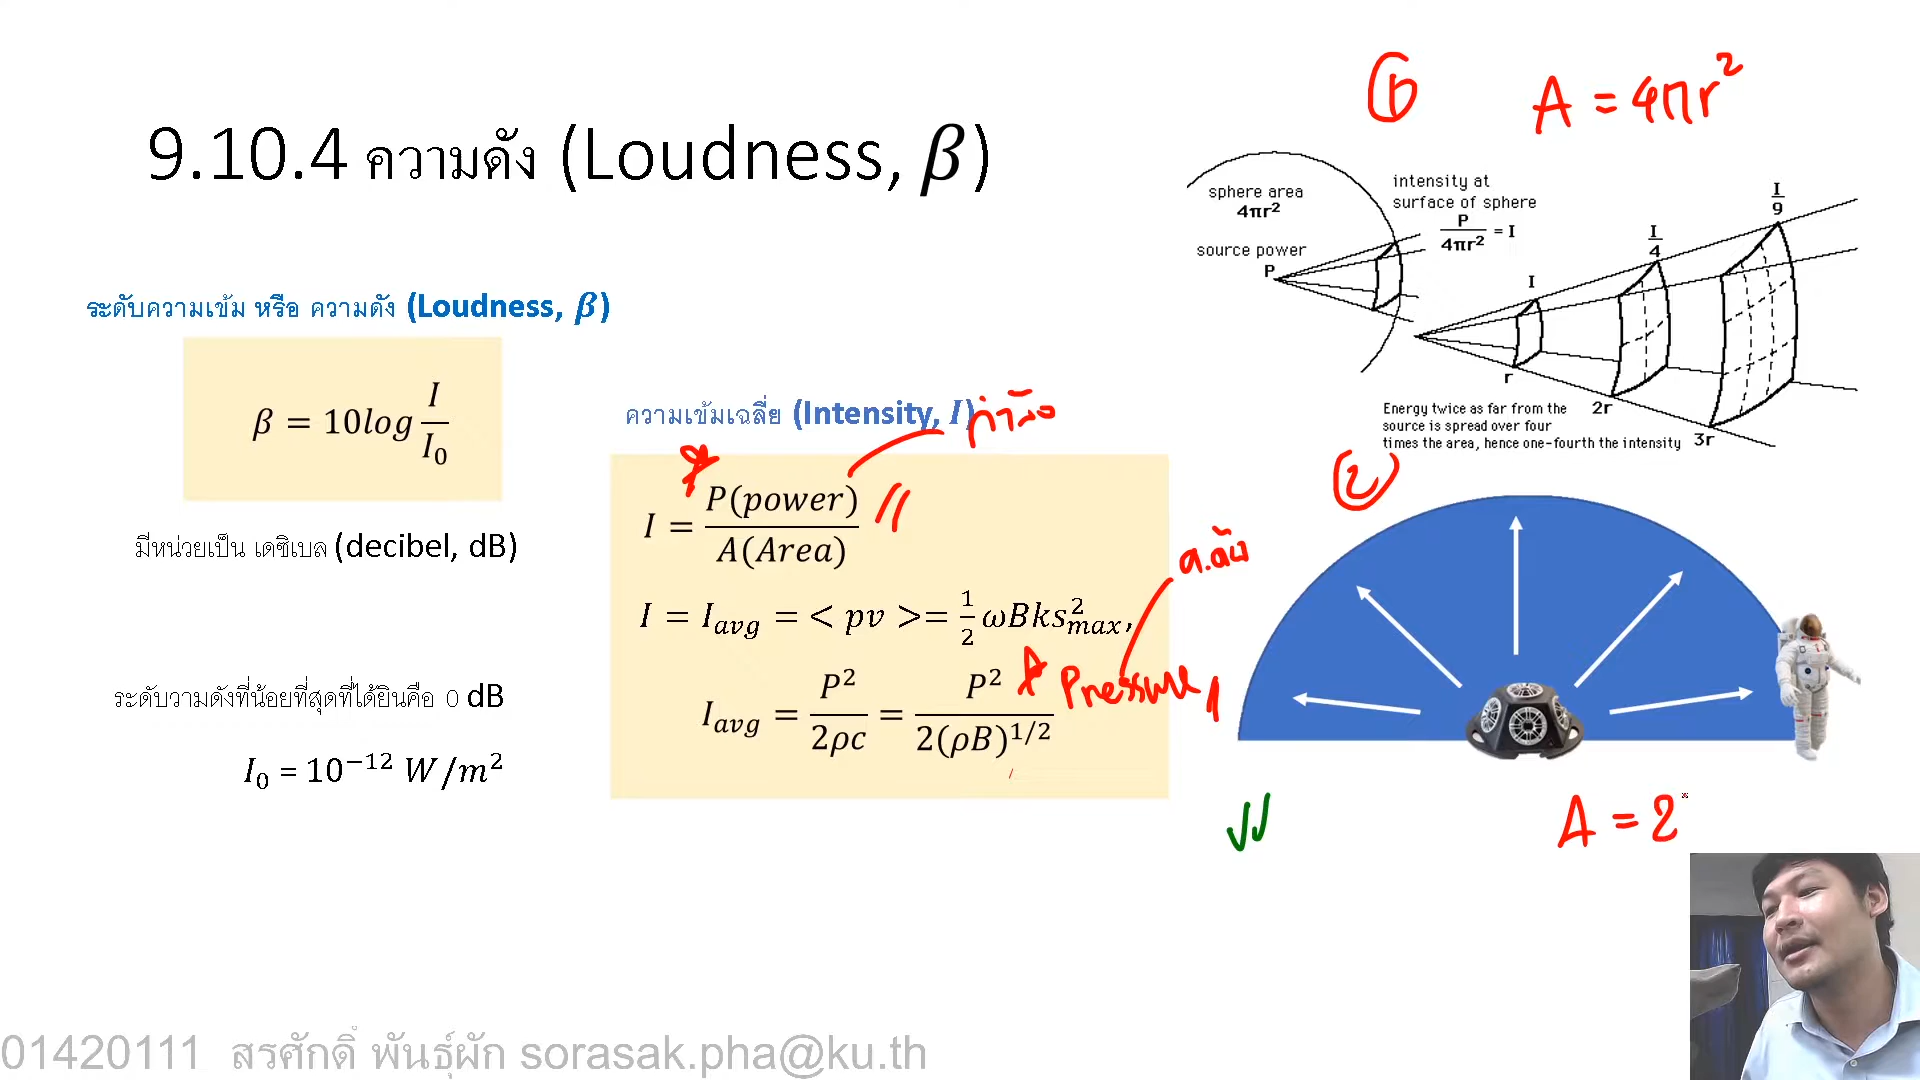 9.10.4 ความดัง (Loudness, β)
ระดับความเข้ม หรือ ความดัง (Loudness, β)
β = 10log I/I₀
มีหน่วยเป็น เดซิเบล (decibel, dB)
ระดับวามดังที่น้อยที่สุดที่ได้ยินคือ 0 dB
I₀ = 10⁻¹² W/m²
ความเข้มเฉลี่ย (Intensity, I)
กำลัง
I = P(power)/A(Area)
I = I_avg = < pv >= 1/2 ωBks²_max,
I_avg = P²/2ρc = P²/2(ρB)^1/2
Pressure
① A = 4πr²
sphere area
4πr²
source power
P
intensity at
surface of sphere
P/4πr² = I
I
I/4
I/9
r
2r
3r
Energy twice as far from the
source is spread over four
times the area, hence one-fourth the intensity
②
A = 2
01420111 สรศักดิ์ พันธุ์ผัก sorasak.pha@ku.th